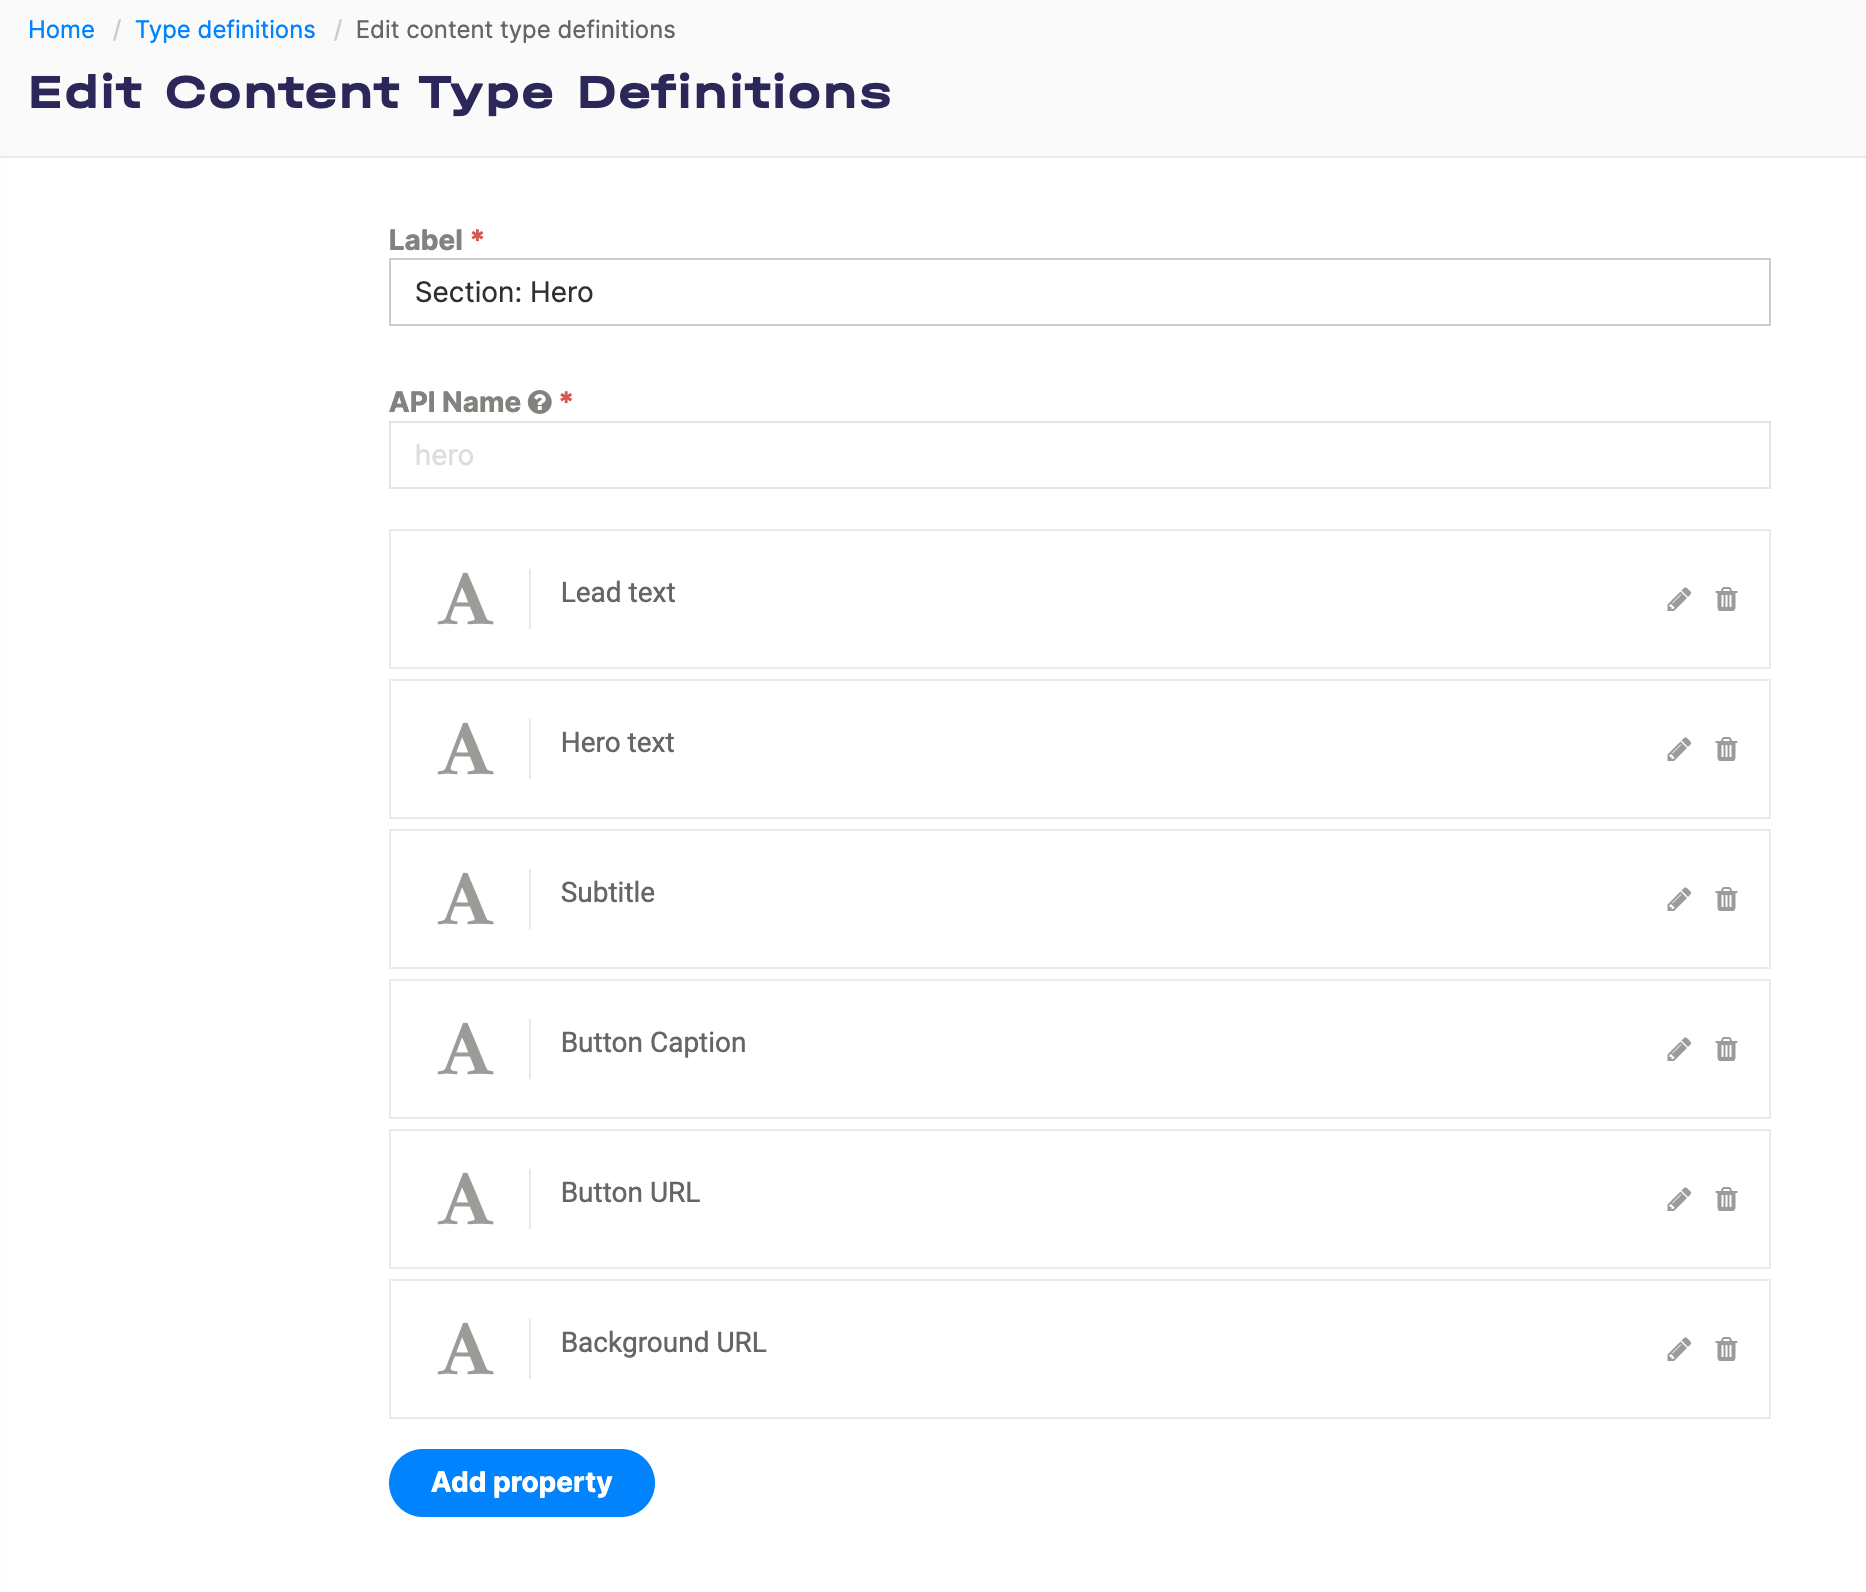 Home / Type definitions / Edit content type definitions
Edit Content Type Definitions
Label *
Section: Hero
API Name ? *
hero
A Lead text
A Hero text
A Subtitle
A Button Caption
A Button URL
A Background URL
Add property